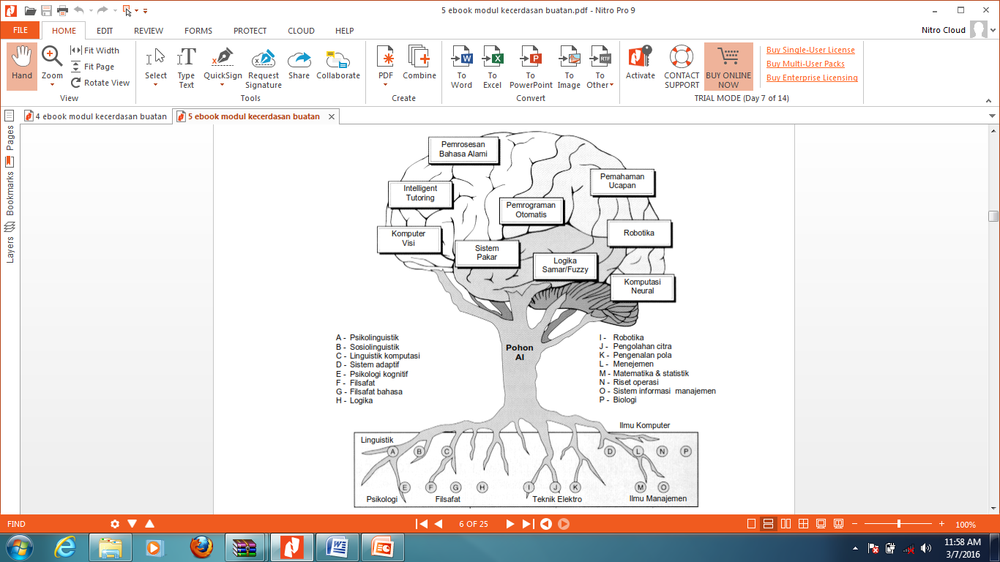 5 ebook modul kecerdasan buatan.pdf - Nitro Pro 9
FILE
HOME
EDIT
REVIEW
FORMS
PROTECT
CLOUD
HELP
Nitro Cloud
Hand
Zoom
Fit Width
Fit Page
Rotate View
View
Select
Type
Text
QuickSign
Request
Signature
Share
Collaborate
Tools
PDF
Combine
Create
To
Word
To
Excel
To
PowerPoint
To
Image
To
Other
Convert
Activate
CONTACT
SUPPORT
BUY ONLINE
NOW
TRIAL MODE (Day 7 of 14)
Buy Single-User License
Buy Multi-User Packs
Buy Enterprise Licensing
4 ebook modul kecerdasan buatan
5 ebook modul kecerdasan buatan
Pages
Bookmarks
Layers
Pemrosesan
Bahasa Alami
Pemahaman
Ucapan
Intelligent
Tutoring
Pemrograman
Otomatis
Komputer
Visi
Robotika
Sistem
Pakar
Logika
Samar/Fuzzy
Komputasi
Neural
Pohon
AI
A - Psikolinguistik
B - Sosiolinguistik
C - Linguistik komputasi
D - Sistem adaptif
E - Psikologi kognitif
F - Filsafat
G - Filsafat bahasa
H - Logika
I - Robotika
J - Pengolahan citra
K - Pengenalan pola
L - Menejemen
M - Matematika & statistik
N - Riset operasi
O - Sistem informasi manajemen
P - Biologi
Ilmu Komputer
Linguistik
A B C D L N P
E F G H I J K M O
Psikologi
Filsafat
Teknik Elektro
Ilmu Manajemen
FIND
6 OF 25
100%
11:58 AM
3/7/2016